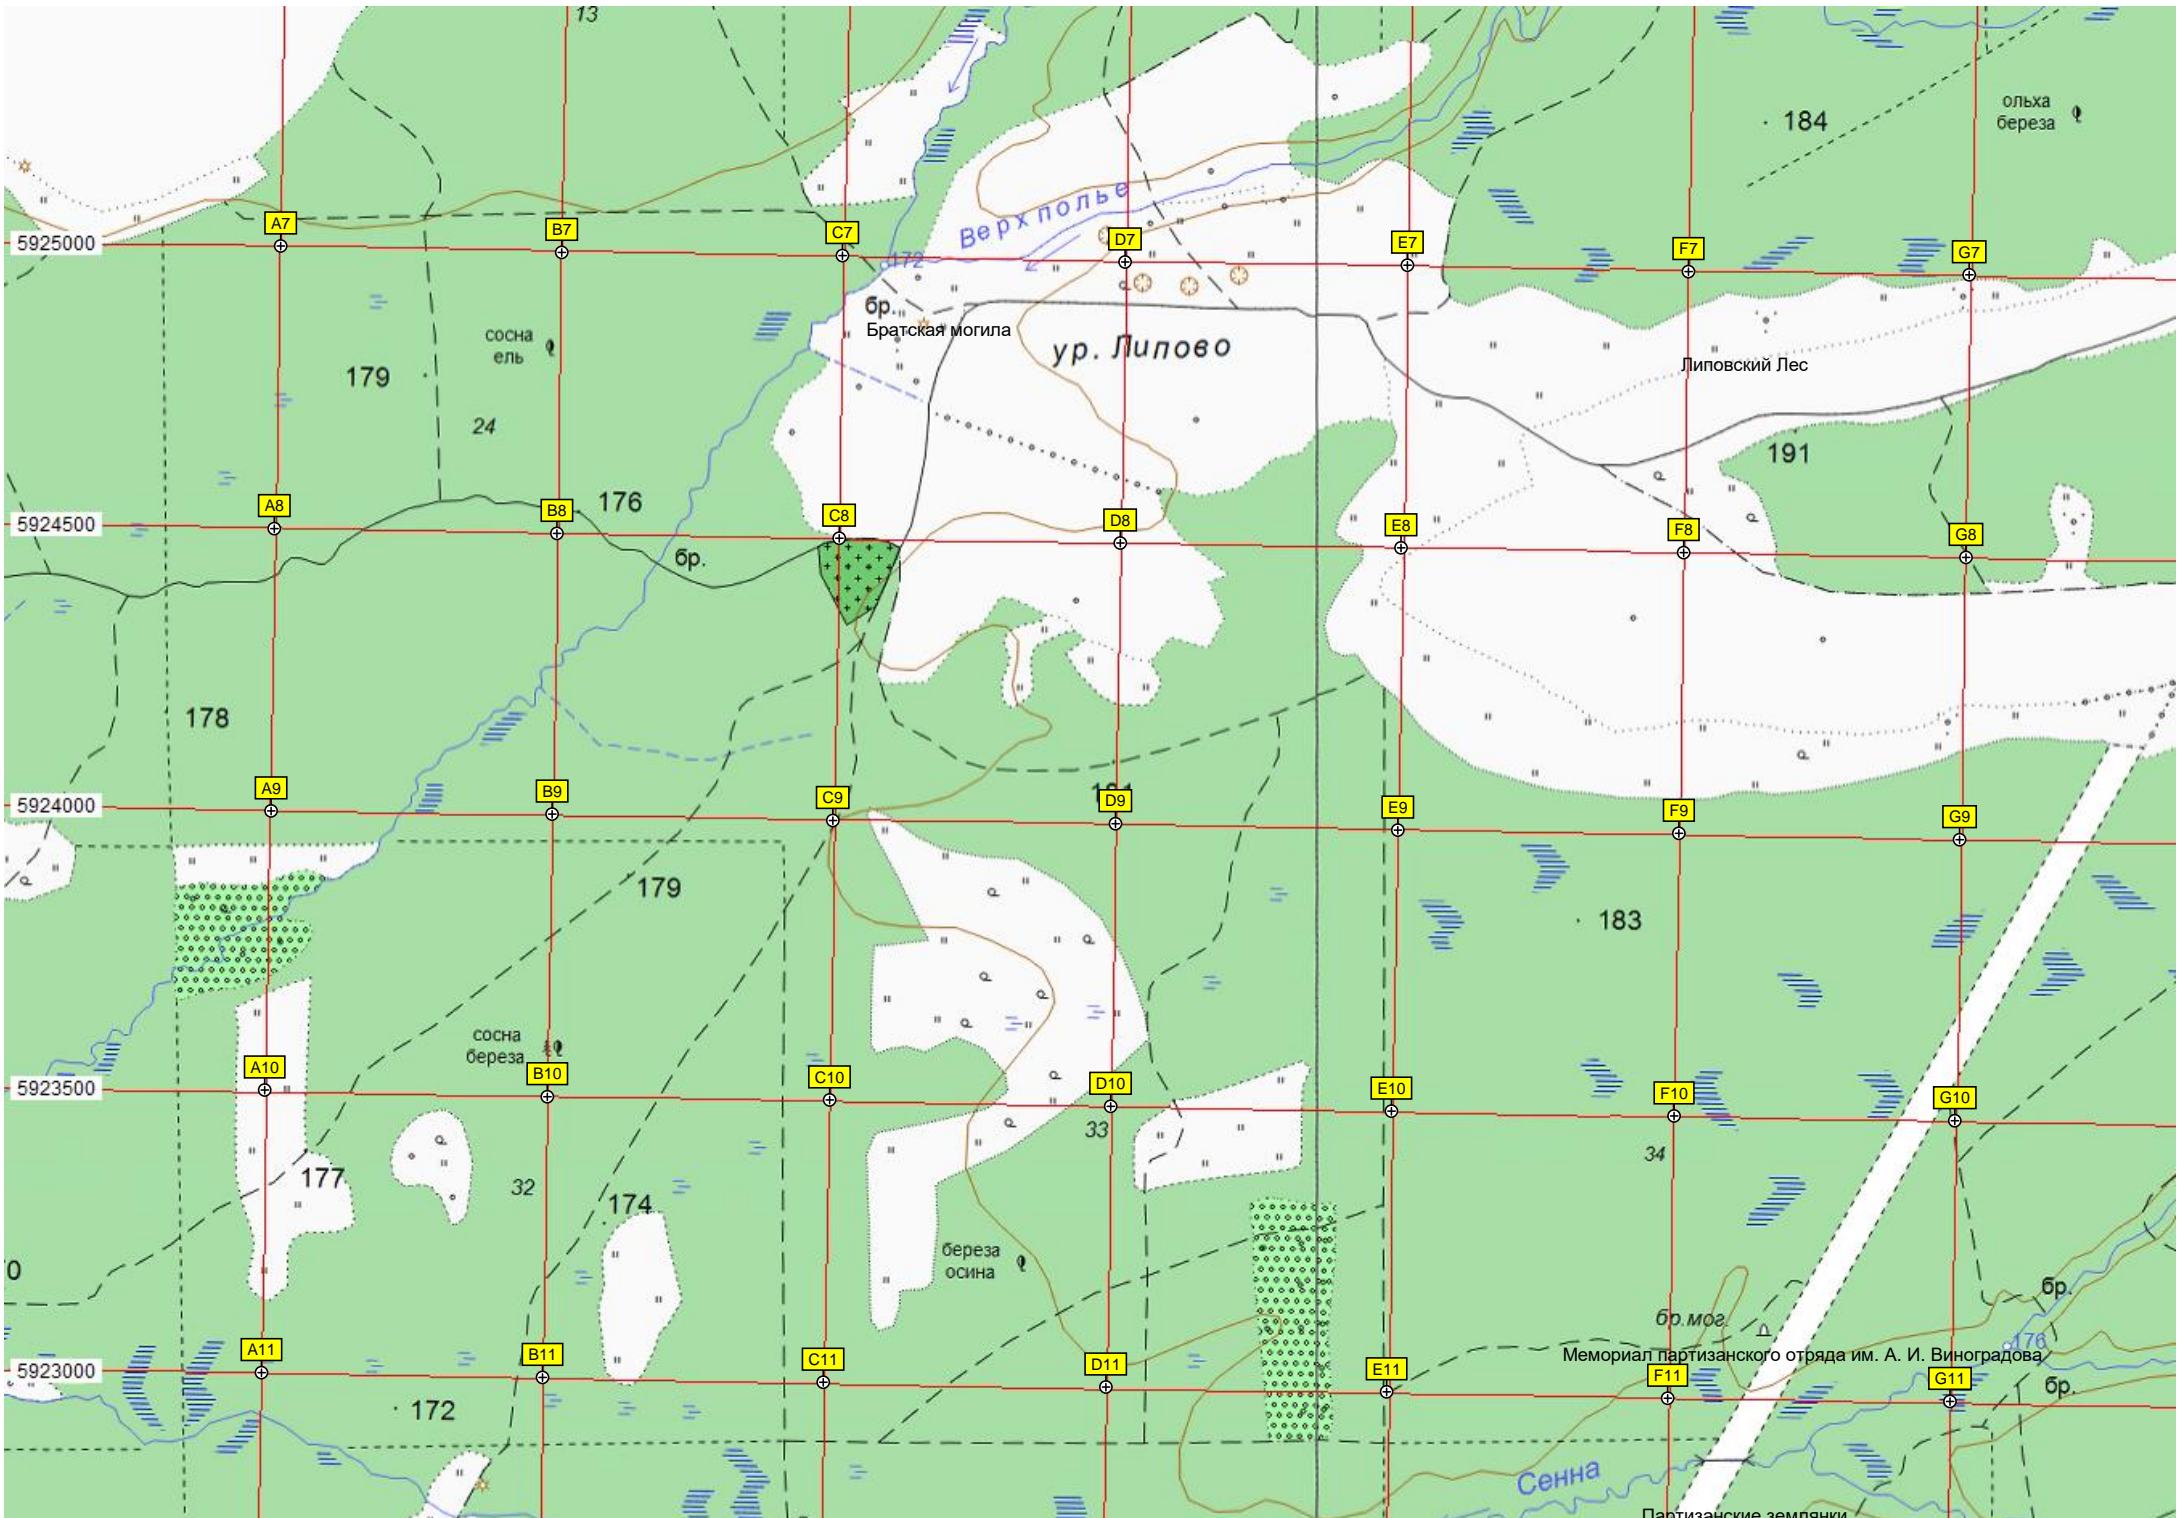 13
184
ольха
береза
Верхполье
A7
B7
C7
D7
E7
F7
G7
5925000
172
бр.
Братская могила
ур. Липово
сосна
ель
179
Липовский Лес
24
191
176
A8
B8
C8
D8
E8
F8
G8
5924500
бр.
178
A9
B9
C9
D9
E9
F9
G9
5924000
179
183
сосна
береза
A10
B10
C10
D10
E10
F10
G10
5923500
33
34
177
32
174
береза
осина
бр.
бр.мог.
176
Мемориал партизанского отряда им. А. И. Виноградова
A11
B11
C11
D11
E11
F11
G11
5923000
бр.
172
Сенна
Партизанские землянки